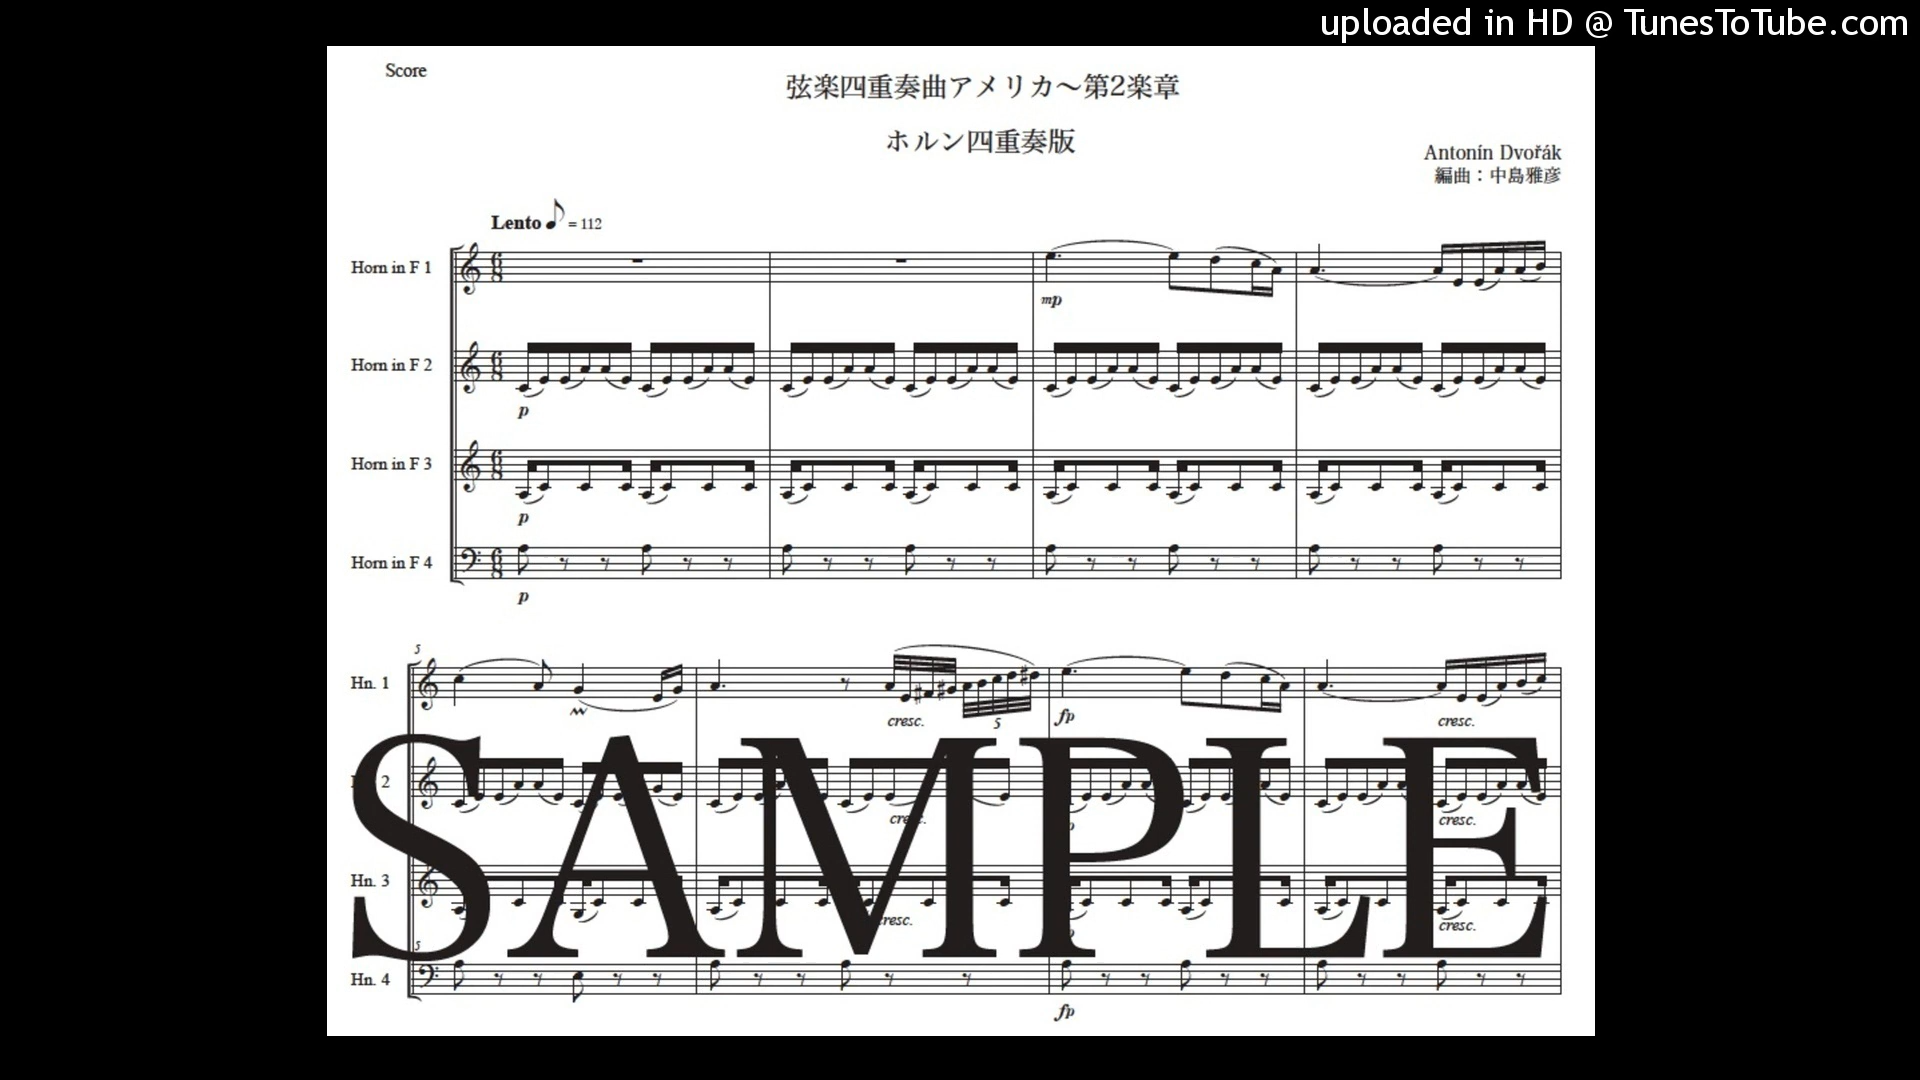 uploaded in HD @ TunesToTube.com
Score
弦楽四重奏曲アメリカ～第2楽章
ホルン四重奏版
Antonín Dvořák
編曲：中島雅彦
Lento ♪ = 112
Horn in F 1
mp
Horn in F 2
p
Horn in F 3
p
Horn in F 4
p
5
Hn. 1
cresc.
5
fp
cresc.
SAMPLE
2
cresc.
cresc.
Hn. 3
cresc.
cresc.
5
Hn. 4
fp